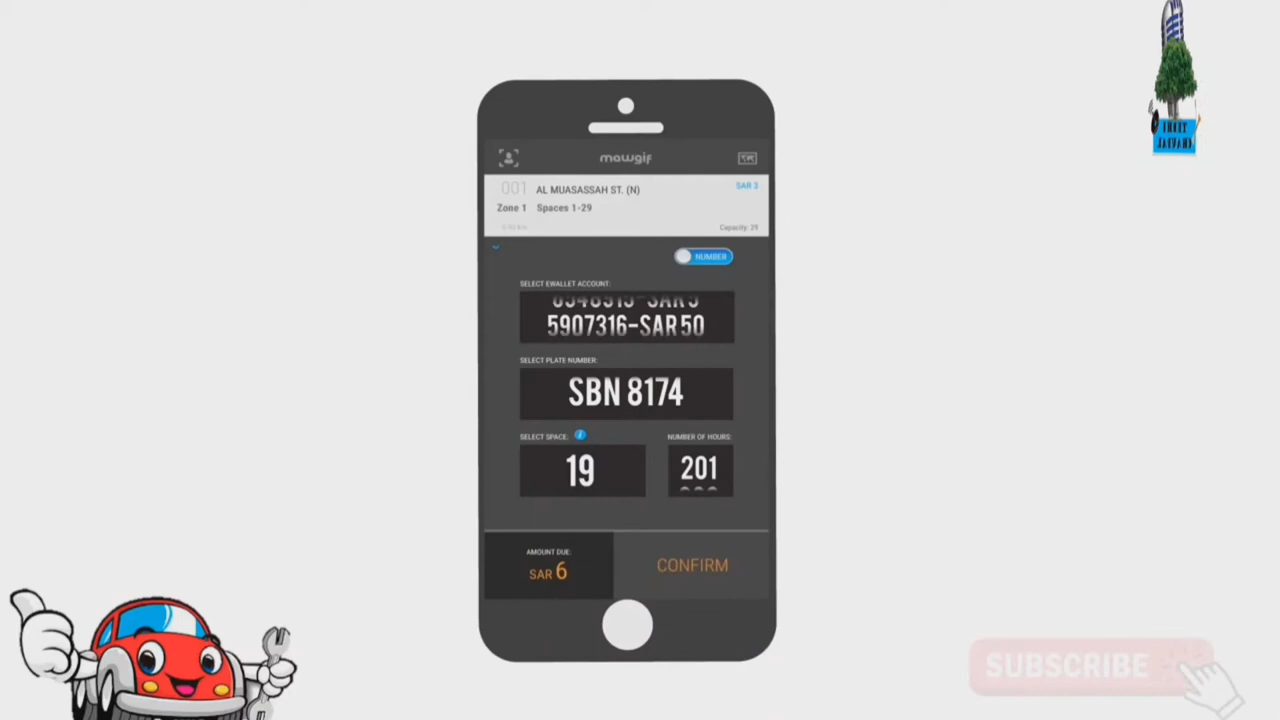 mawgif
001 AL MUASASSAH ST. (N) SAR 3
Zone 1 Spaces 1-29
Capacity: 29
NUMBER
SELECT EWALLET ACCOUNT:
5907316-SAR 50
SELECT PLATE NUMBER:
SBN 8174
SELECT SPACE: i NUMBER OF HOURS:
19 201
AMOUNT DUE:
SAR 6 CONFIRM
SUBSCRIBE